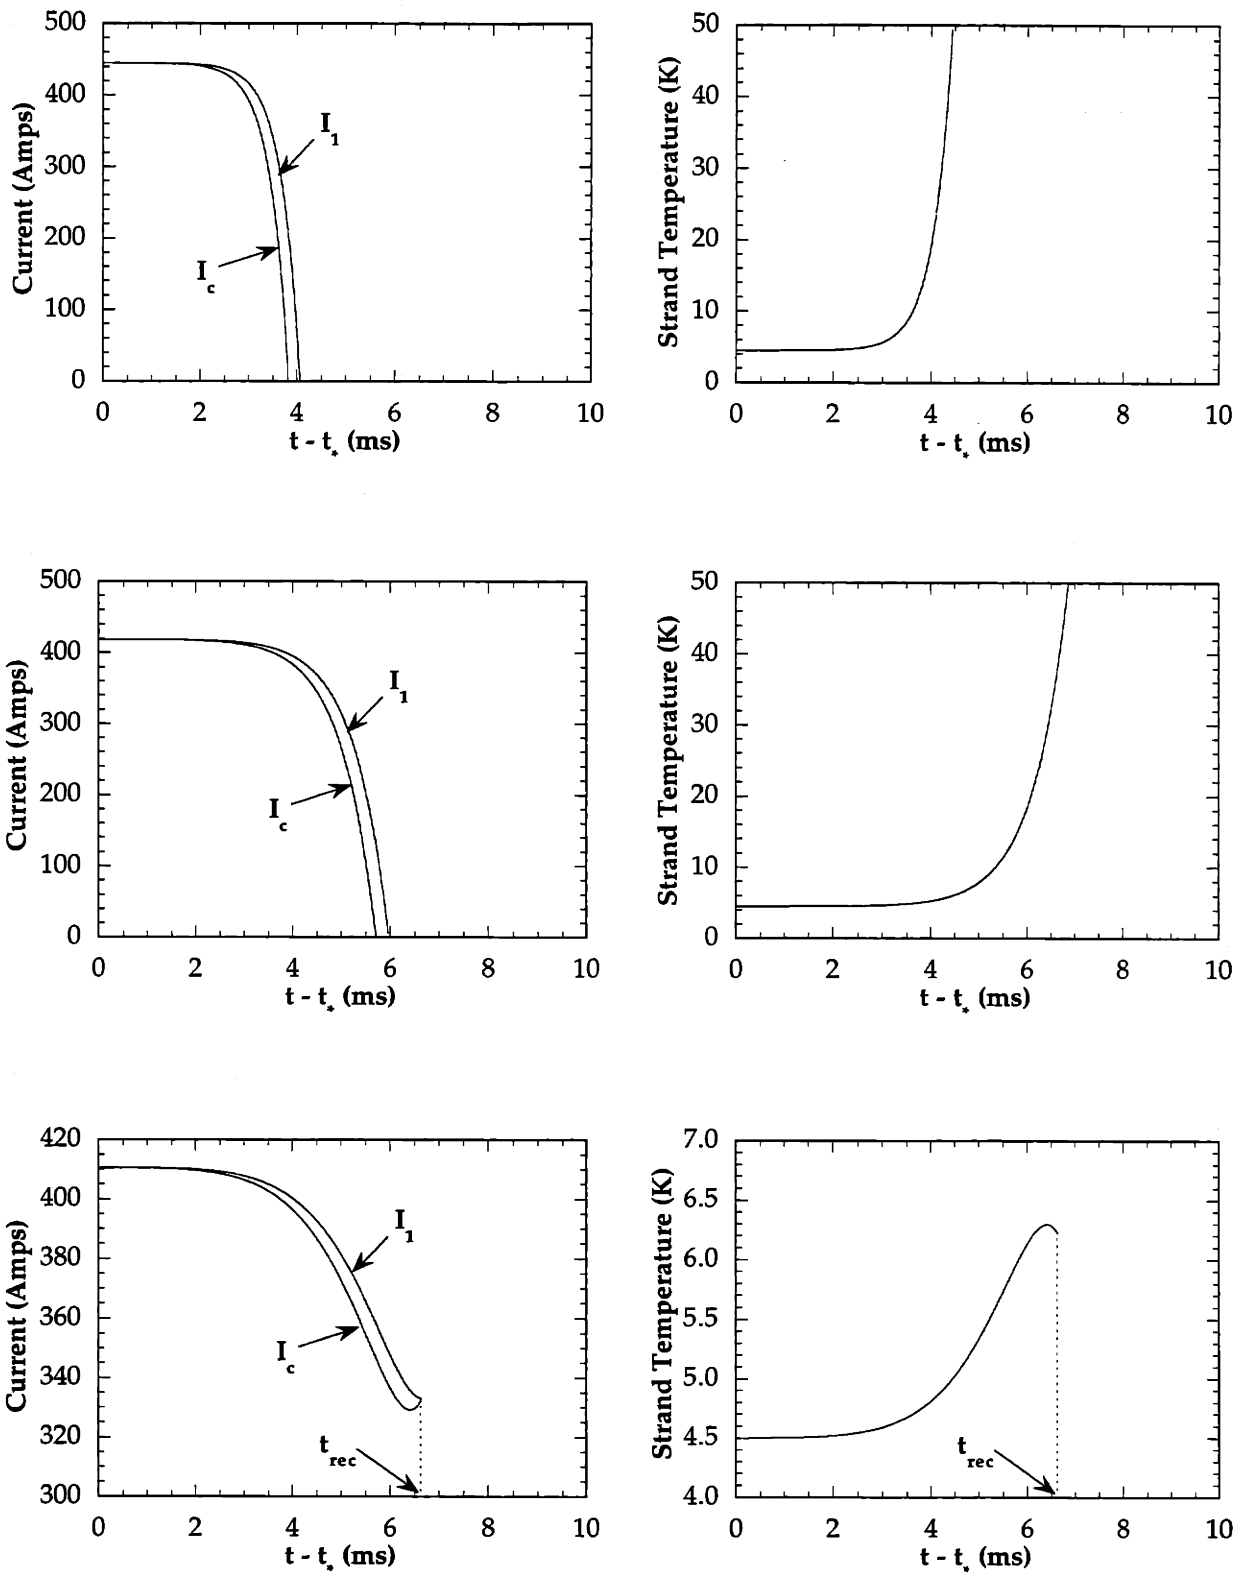 500
400
300
200
100
0
Current (Amps)
I₁
I_c
0 2 4 6 8 10
t - t* (ms)
50
40
30
20
10
0
Strand Temperature (K)
0 2 4 6 8 10
t - t* (ms)
500
400
300
200
100
0
Current (Amps)
I₁
I_c
0 2 4 6 8 10
t - t* (ms)
50
40
30
20
10
0
Strand Temperature (K)
0 2 4 6 8 10
t - t* (ms)
420
400
380
360
340
320
300
Current (Amps)
I₁
I_c
t_rec
0 2 4 6 8 10
t - t* (ms)
7.0
6.5
6.0
5.5
5.0
4.5
4.0
Strand Temperature (K)
t_rec
0 2 4 6 8 10
t - t* (ms)